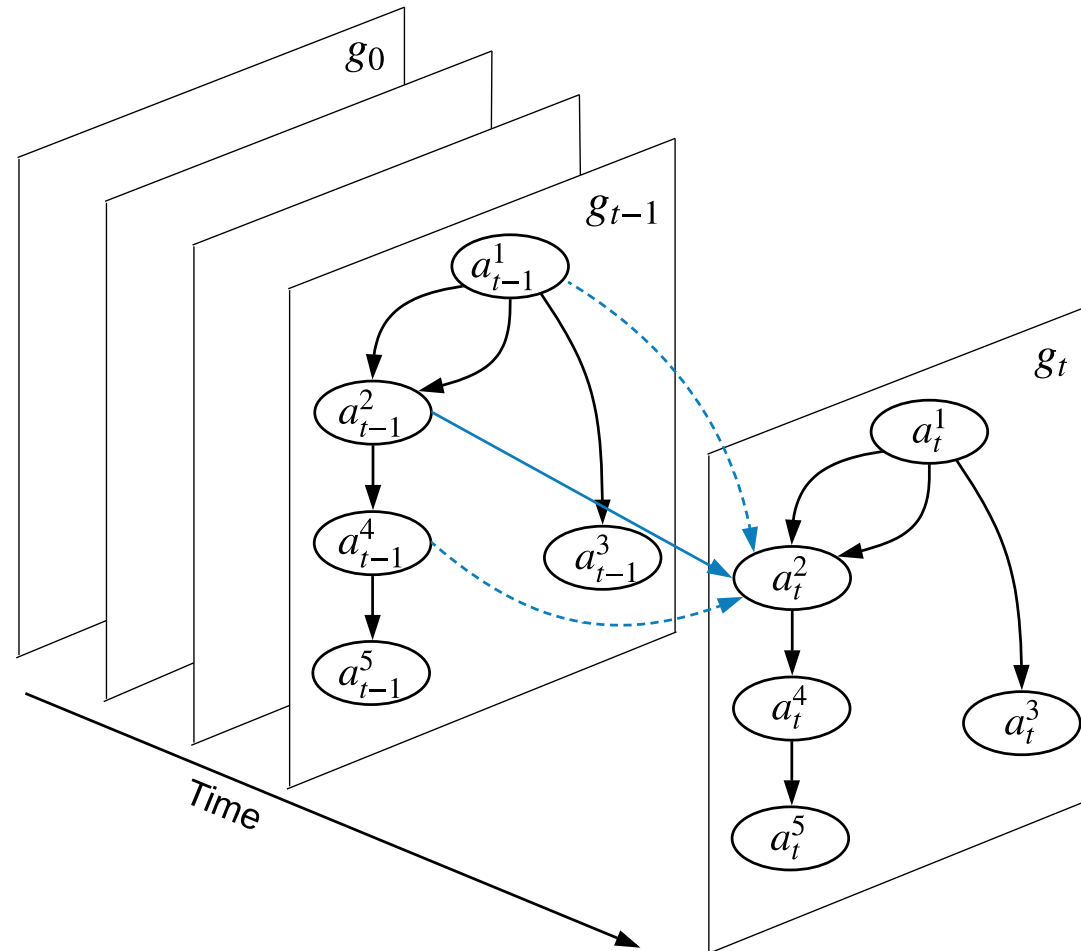 g₀
gₜ₋₁
a¹ₜ₋₁
a²ₜ₋₁
a⁴ₜ₋₁
a³ₜ₋₁
a⁵ₜ₋₁
gₜ
a¹ₜ
a²ₜ
a⁴ₜ
a³ₜ
a⁵ₜ
Time